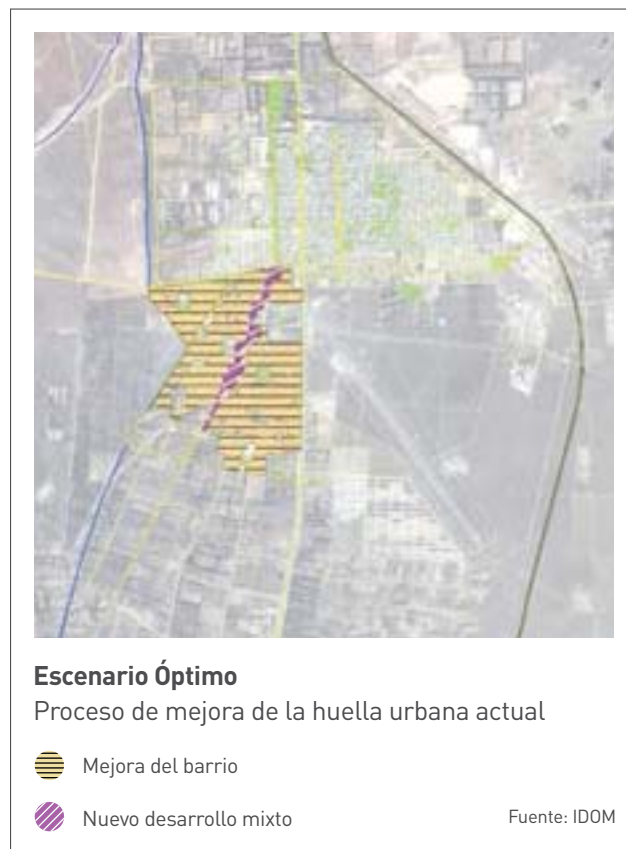 Escenario Óptimo
Proceso de mejora de la huella urbana actual
Mejora del barrio
Nuevo desarrollo mixto
Fuente: IDOM